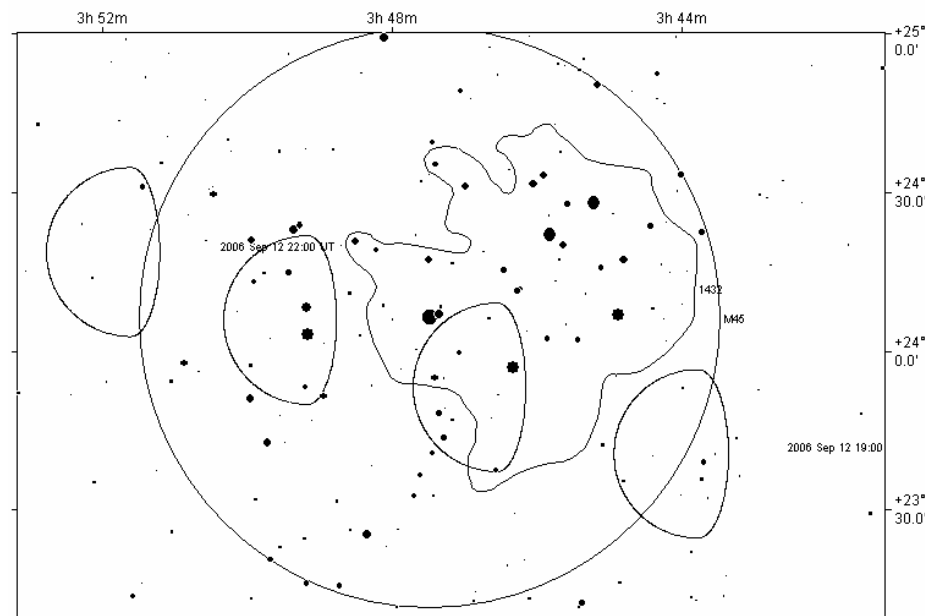 3h 52m 3h 48m 3h 44m
+25°
0.0'
+24°
30.0'
2006 Sep 12 22:00 UT
1432
M45
+24°
0.0'
2006 Sep 12 19:00
+23°
30.0'